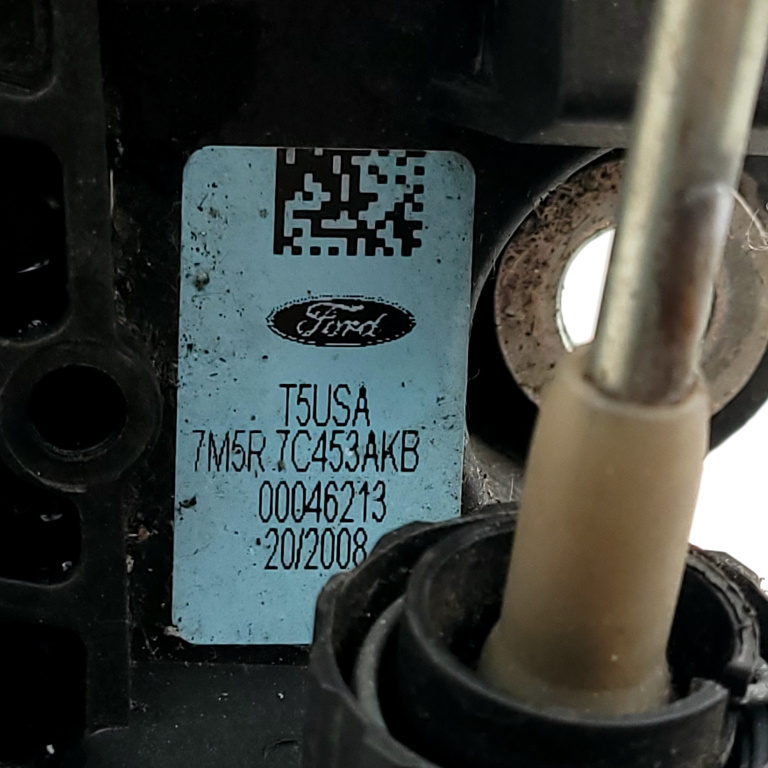 Ford
T5USA
7M5R 7C453AKB
00046213
20/2008